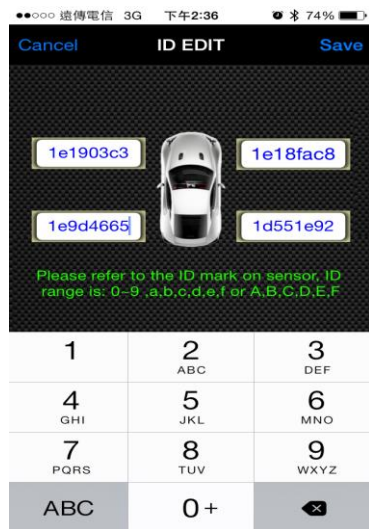 遠傳電信 3G 下午2:36 74%
Cancel ID EDIT Save
1e1903c3 1e18fac8
1e9d4665 1d551e92
Please refer to the ID mark on sensor, ID
range is: 0~9 ,a,b,c,d,e,f or A,B,C,D,E,F
1 2 3
ABC DEF
4 5 6
GHI JKL MNO
7 8 9
PQRS TUV WXYZ
ABC 0 +